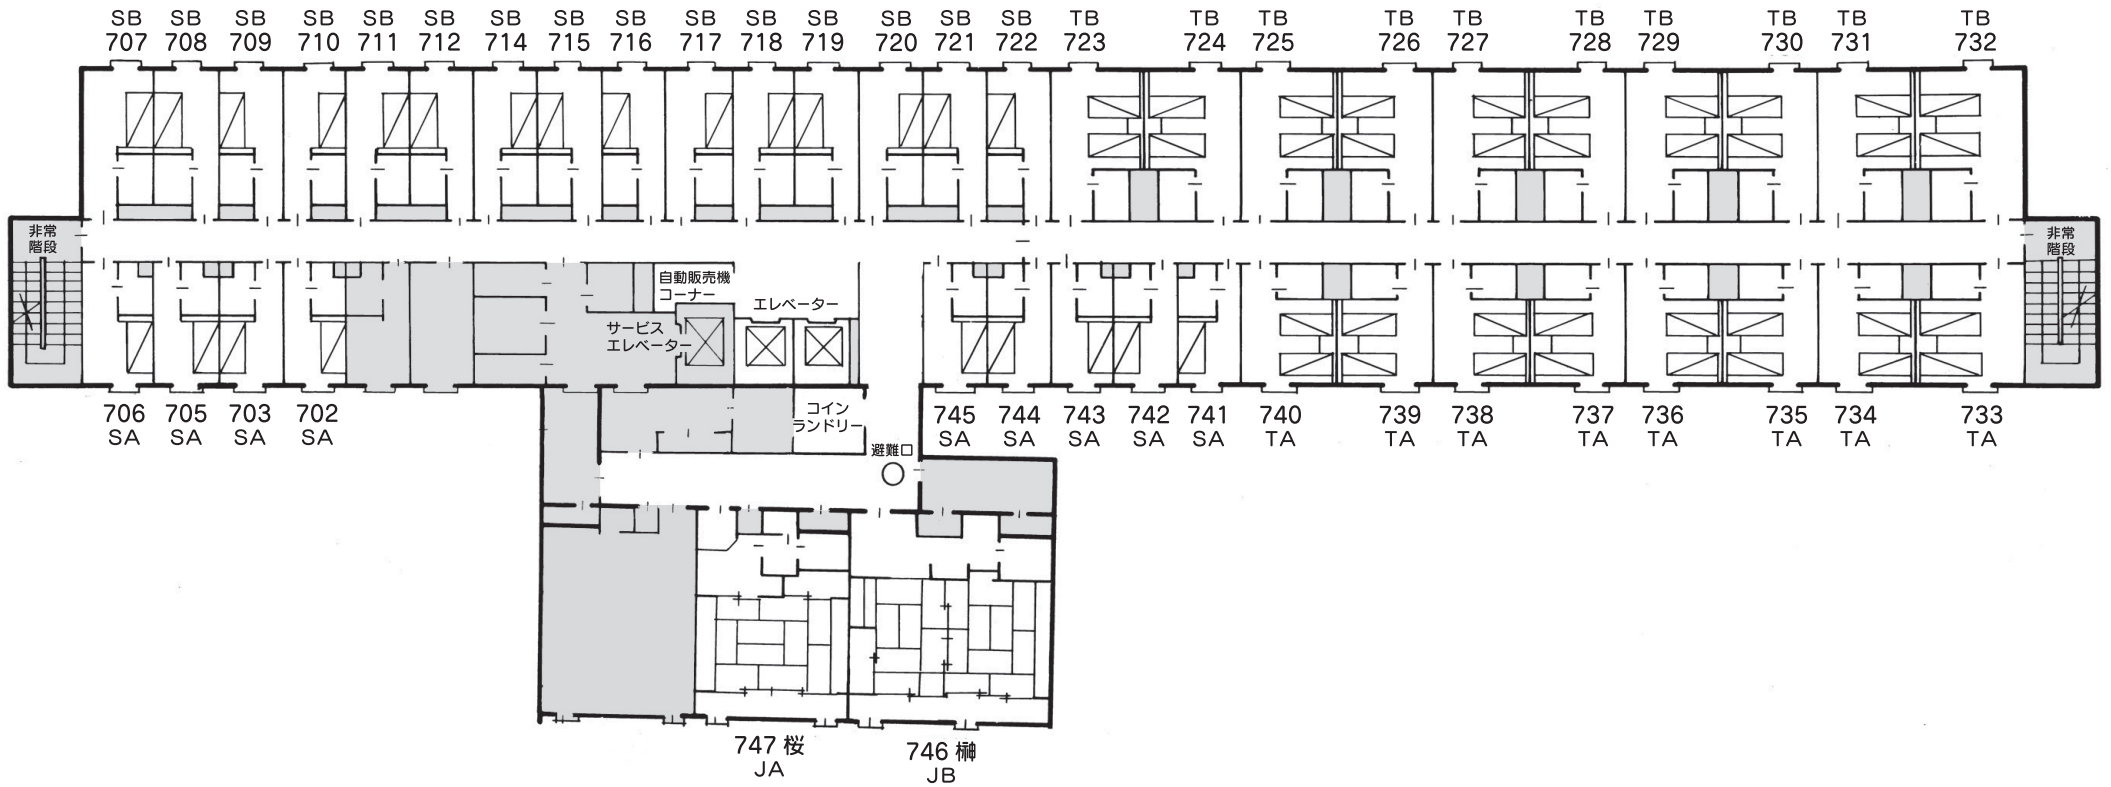 SB SB SB SB SB SB SB SB SB SB SB SB SB SB SB TB TB TB TB TB TB TB TB TB TB
707 708 709 710 711 712 714 715 716 717 718 719 720 721 722 723 724 725 726 727 728 729 730 731 732
非常
階段
非常
階段
自動販売機
コーナー
エレベーター
サービス
エレベーター
706 705 703 702
SA SA SA SA
コイン
ランドリー
745 744 743 742 741 740 739 738 737 736 735 734 733
SA SA SA SA SA TA TA TA TA TA TA TA TA
避難口
747 桜
JA
746 榊
JB